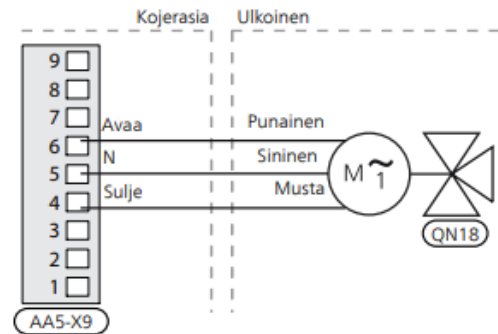 Kojerasia Ulkoinen
9
8
7
6 Avaa Punainen
5 N Sininen
4 Sulje Musta
3
2
1
M ~ 1
QN18
AA5-X9